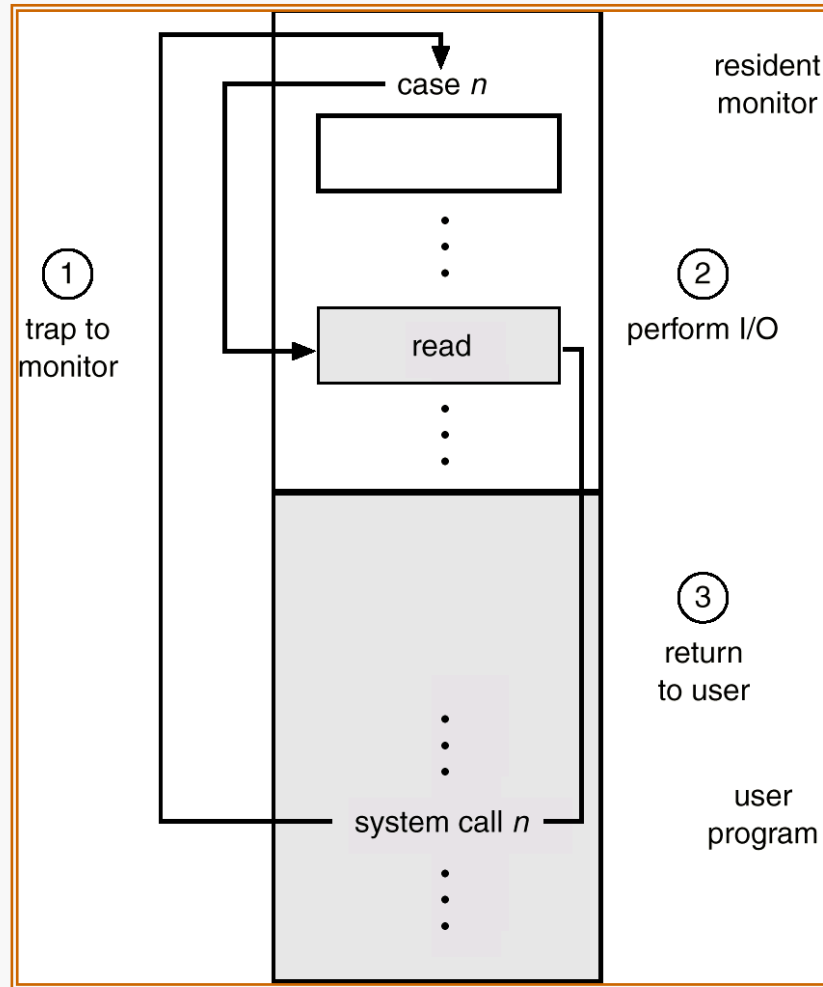 case n
resident
monitor
1
trap to
monitor
read
2
perform I/O
3
return
to user
system call n
user
program